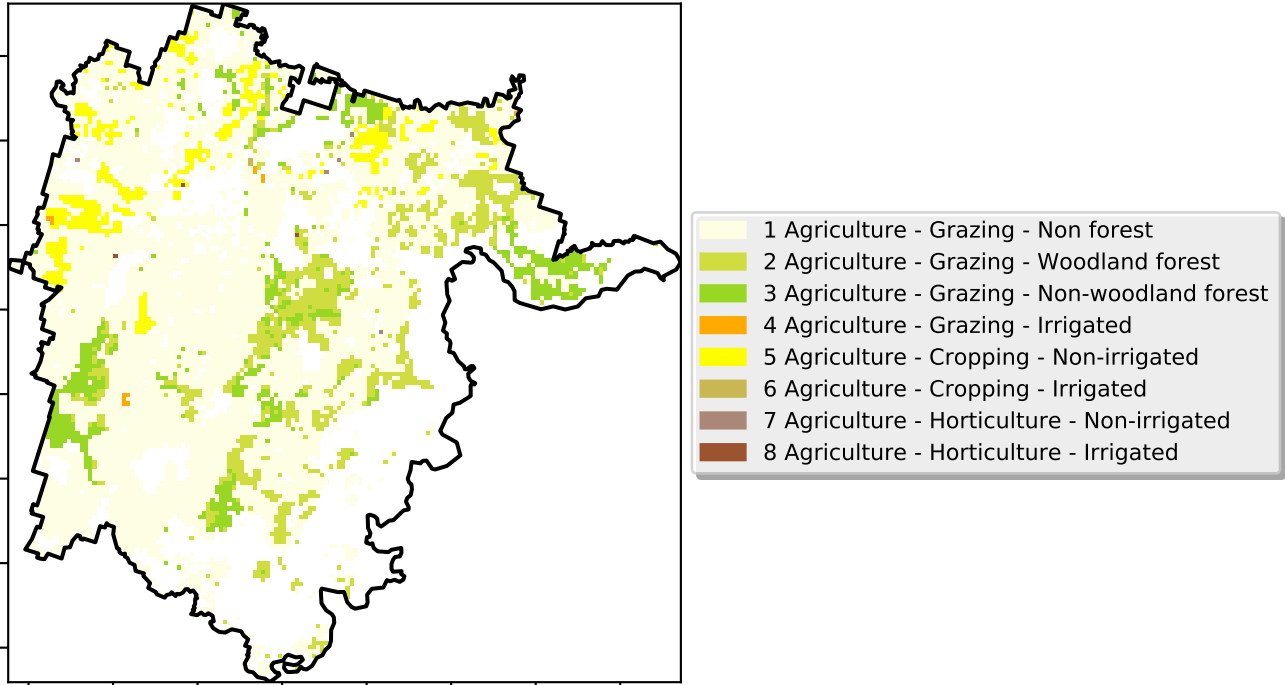 1 Agriculture - Grazing - Non forest
2 Agriculture - Grazing - Woodland forest
3 Agriculture - Grazing - Non-woodland forest
4 Agriculture - Grazing - Irrigated
5 Agriculture - Cropping - Non-irrigated
6 Agriculture - Cropping - Irrigated
7 Agriculture - Horticulture - Non-irrigated
8 Agriculture - Horticulture - Irrigated